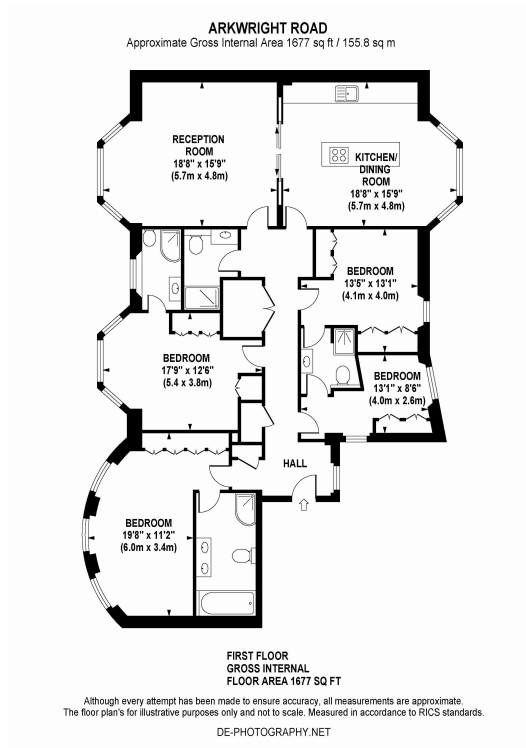 ARKWRIGHT ROAD
Approximate Gross Internal Area 1677 sq ft / 155.8 sq m
RECEPTION
ROOM
18'8" x 15'9"
(5.7m x 4.8m)
KITCHEN/
DINING
ROOM
18'8" x 15'9"
(5.7m x 4.8m)
BEDROOM
13'5" x 13'1"
(4.1m x 4.0m)
BEDROOM
17'9" x 12'6"
(5.4 x 3.8m)
BEDROOM
13'1" x 8'6"
(4.0m x 2.6m)
HALL
BEDROOM
19'8" x 11'2"
(6.0m x 3.4m)
FIRST FLOOR
GROSS INTERNAL
FLOOR AREA 1677 SQ FT
Although every attempt has been made to ensure accuracy, all measurements are approximate.
The floor plan's for illustrative purposes only and not to scale. Measured in accordance to RICS standards.
DE-PHOTOGRAPHY.NET